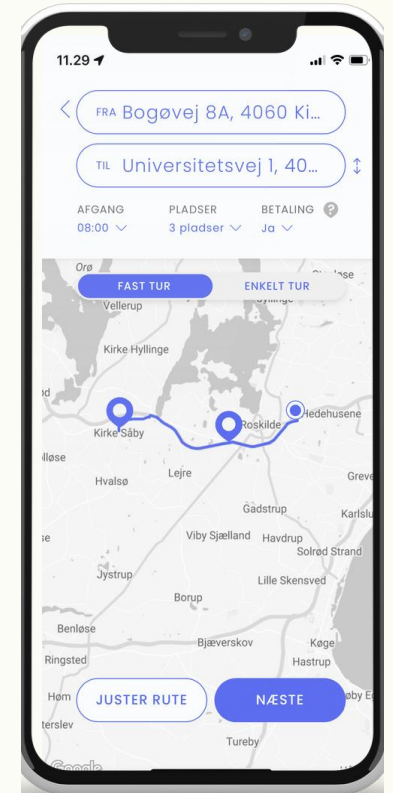 11.29
FRA Bogøvej 8A, 4060 Ki...
TIL Universitetsvej 1, 40...
AFGANG PLADSER BETALING ?
08:00 3 pladser Ja
Orø
FAST TUR ENKELT TUR
Vellerup
Kirke Hyllinge
Kirke Såby Roskilde Hedehusene
Hvalsø Lejre Greve
Gadstrup Karlslu
Viby Sjælland Havdrup
Solrød Strand
Jystrup Lille Skensved
Borup
Benløse
Bjæverskov Køge
Ringsted Hastrup
JUSTER RUTE NÆSTE
Tureby
Google